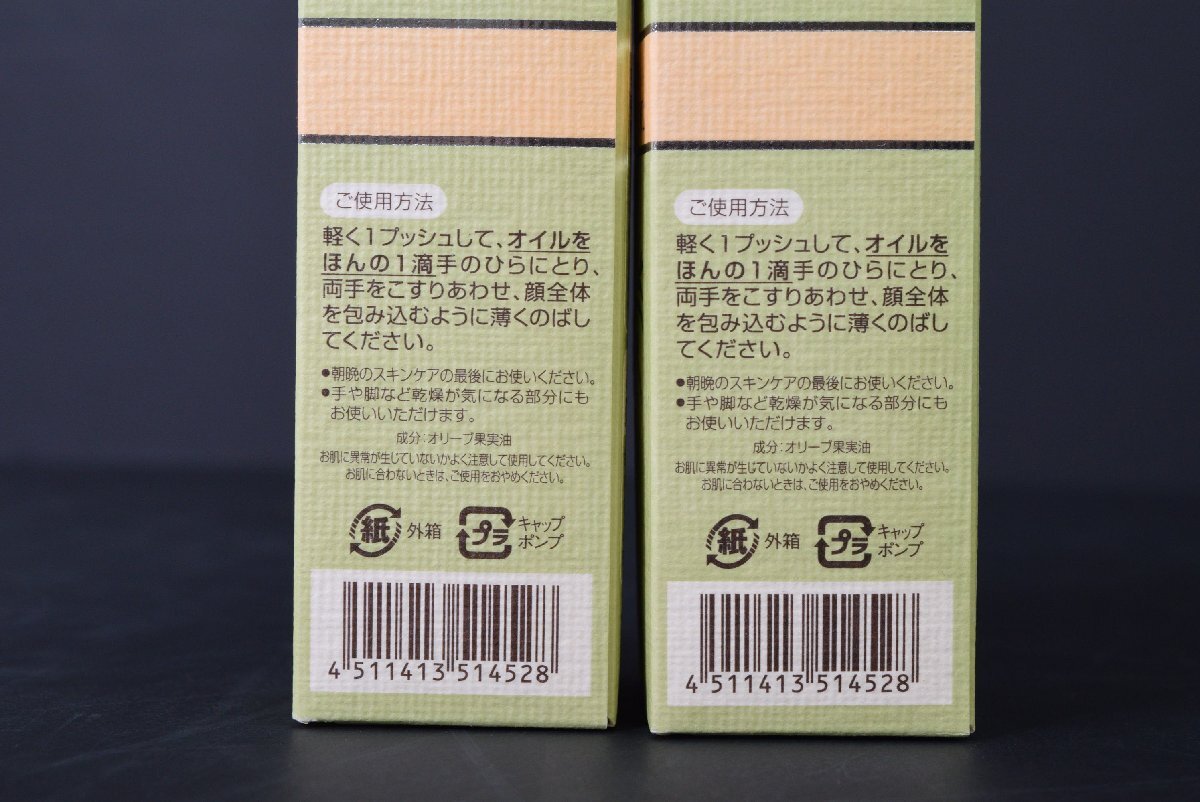 ご使用方法
軽く1プッシュして、オイルを
ほんの1滴手のひらにとり、
両手をこすりあわせ、顔全体
を包み込むように薄くのばし
てください。
●朝晩のスキンケアの最後にお使いください。
●手や脚など乾燥が気になる部分にも
お使いいただけます。
成分：オリーブ果実油
お肌に異常が生じていないかよく注意して使用してください。
お肌に合わないときは、ご使用をおやめください。
紙 外箱 プラ キャップ
ポンプ
4 511413 514528
ご使用方法
軽く1プッシュして、オイルを
ほんの1滴手のひらにとり、
両手をこすりあわせ、顔全体
を包み込むように薄くのばし
てください。
●朝晩のスキンケアの最後にお使いください。
●手や脚など乾燥が気になる部分にも
お使いいただけます。
成分：オリーブ果実油
お肌に異常が生じていないかよく注意して使用してください。
お肌に合わないときは、ご使用をおやめください。
紙 外箱 プラ キャップ
ポンプ
4 511413 514528